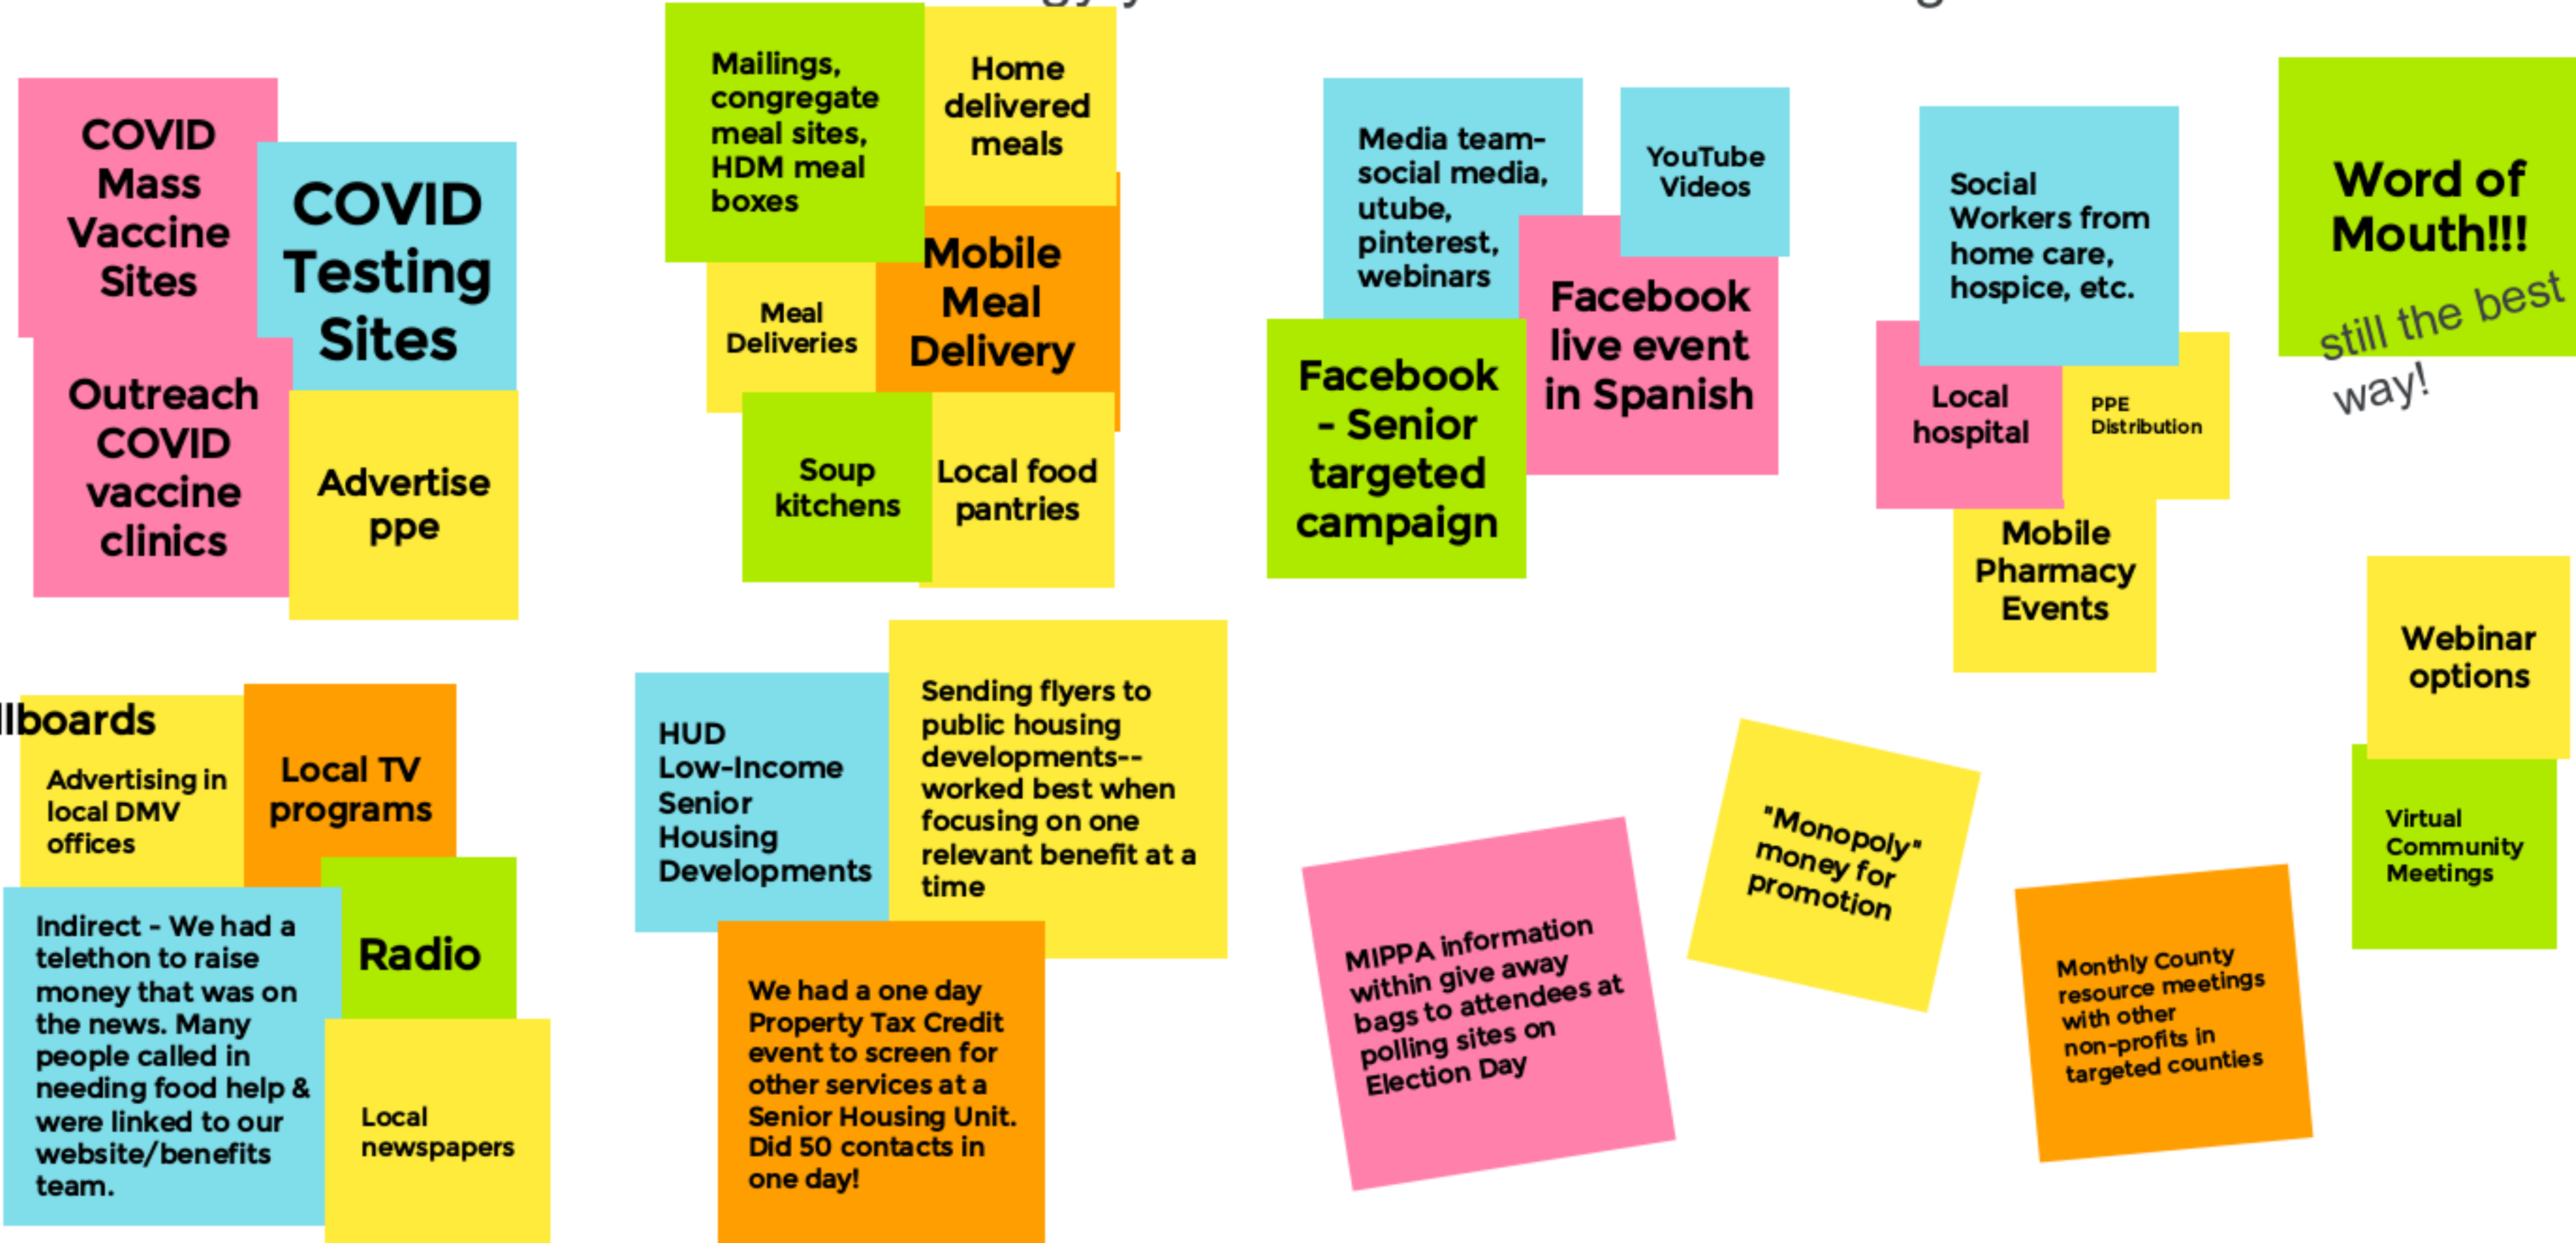 COVID
Mass
Vaccine
Sites
COVID
Testing
Sites
Outreach
COVID
vaccine
clinics
Advertise
ppe
Mailings,
congregate
meal sites,
HDM meal
boxes
Home
delivered
meals
Meal
Deliveries
Mobile
Meal
Delivery
Soup
kitchens
Local food
pantries
Media team-
social media,
utube,
pinterest,
webinars
YouTube
Videos
Facebook
live event
in Spanish
Facebook
- Senior
targeted
campaign
Social
Workers from
home care,
hospice, etc.
Local
hospital
PPE
Distribution
Mobile
Pharmacy
Events
Word of
Mouth!!!
still the best
way!
Webinar
options
Virtual
Community
Meetings
llboards
Advertising in
local DMV
offices
Local TV
programs
Radio
Indirect - We had a
telethon to raise
money that was on
the news. Many
people called in
needing food help &
were linked to our
website/benefits
team.
Local
newspapers
HUD
Low-Income
Senior
Housing
Developments
Sending flyers to
public housing
developments--
worked best when
focusing on one
relevant benefit at a
time
We had a one day
Property Tax Credit
event to screen for
other services at a
Senior Housing Unit.
Did 50 contacts in
one day!
MIPPA information
within give away
bags to attendees at
polling sites on
Election Day
"Monopoly"
money for
promotion
Monthly County
resource meetings
with other
non-profits in
targeted counties